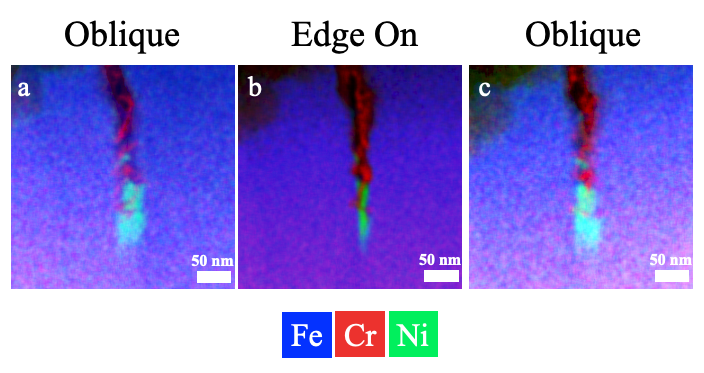 Oblique Edge On Oblique
a b c
50 nm 50 nm 50 nm
Fe Cr Ni